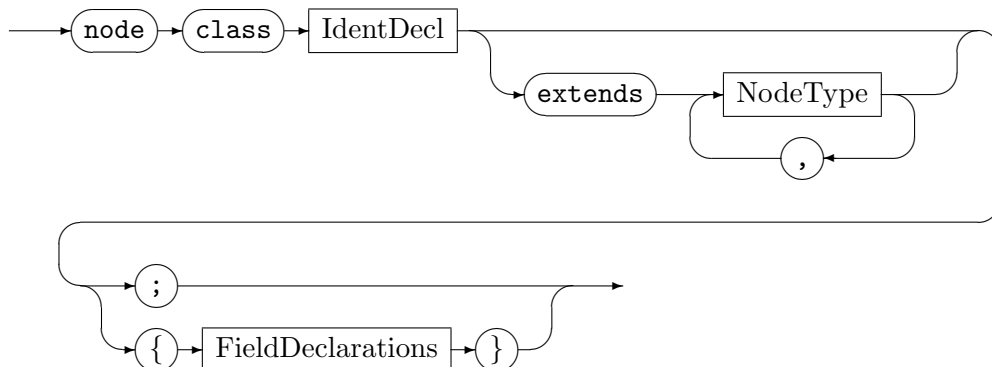 node class IdentDecl
extends NodeType
,
;
{ FieldDeclarations }